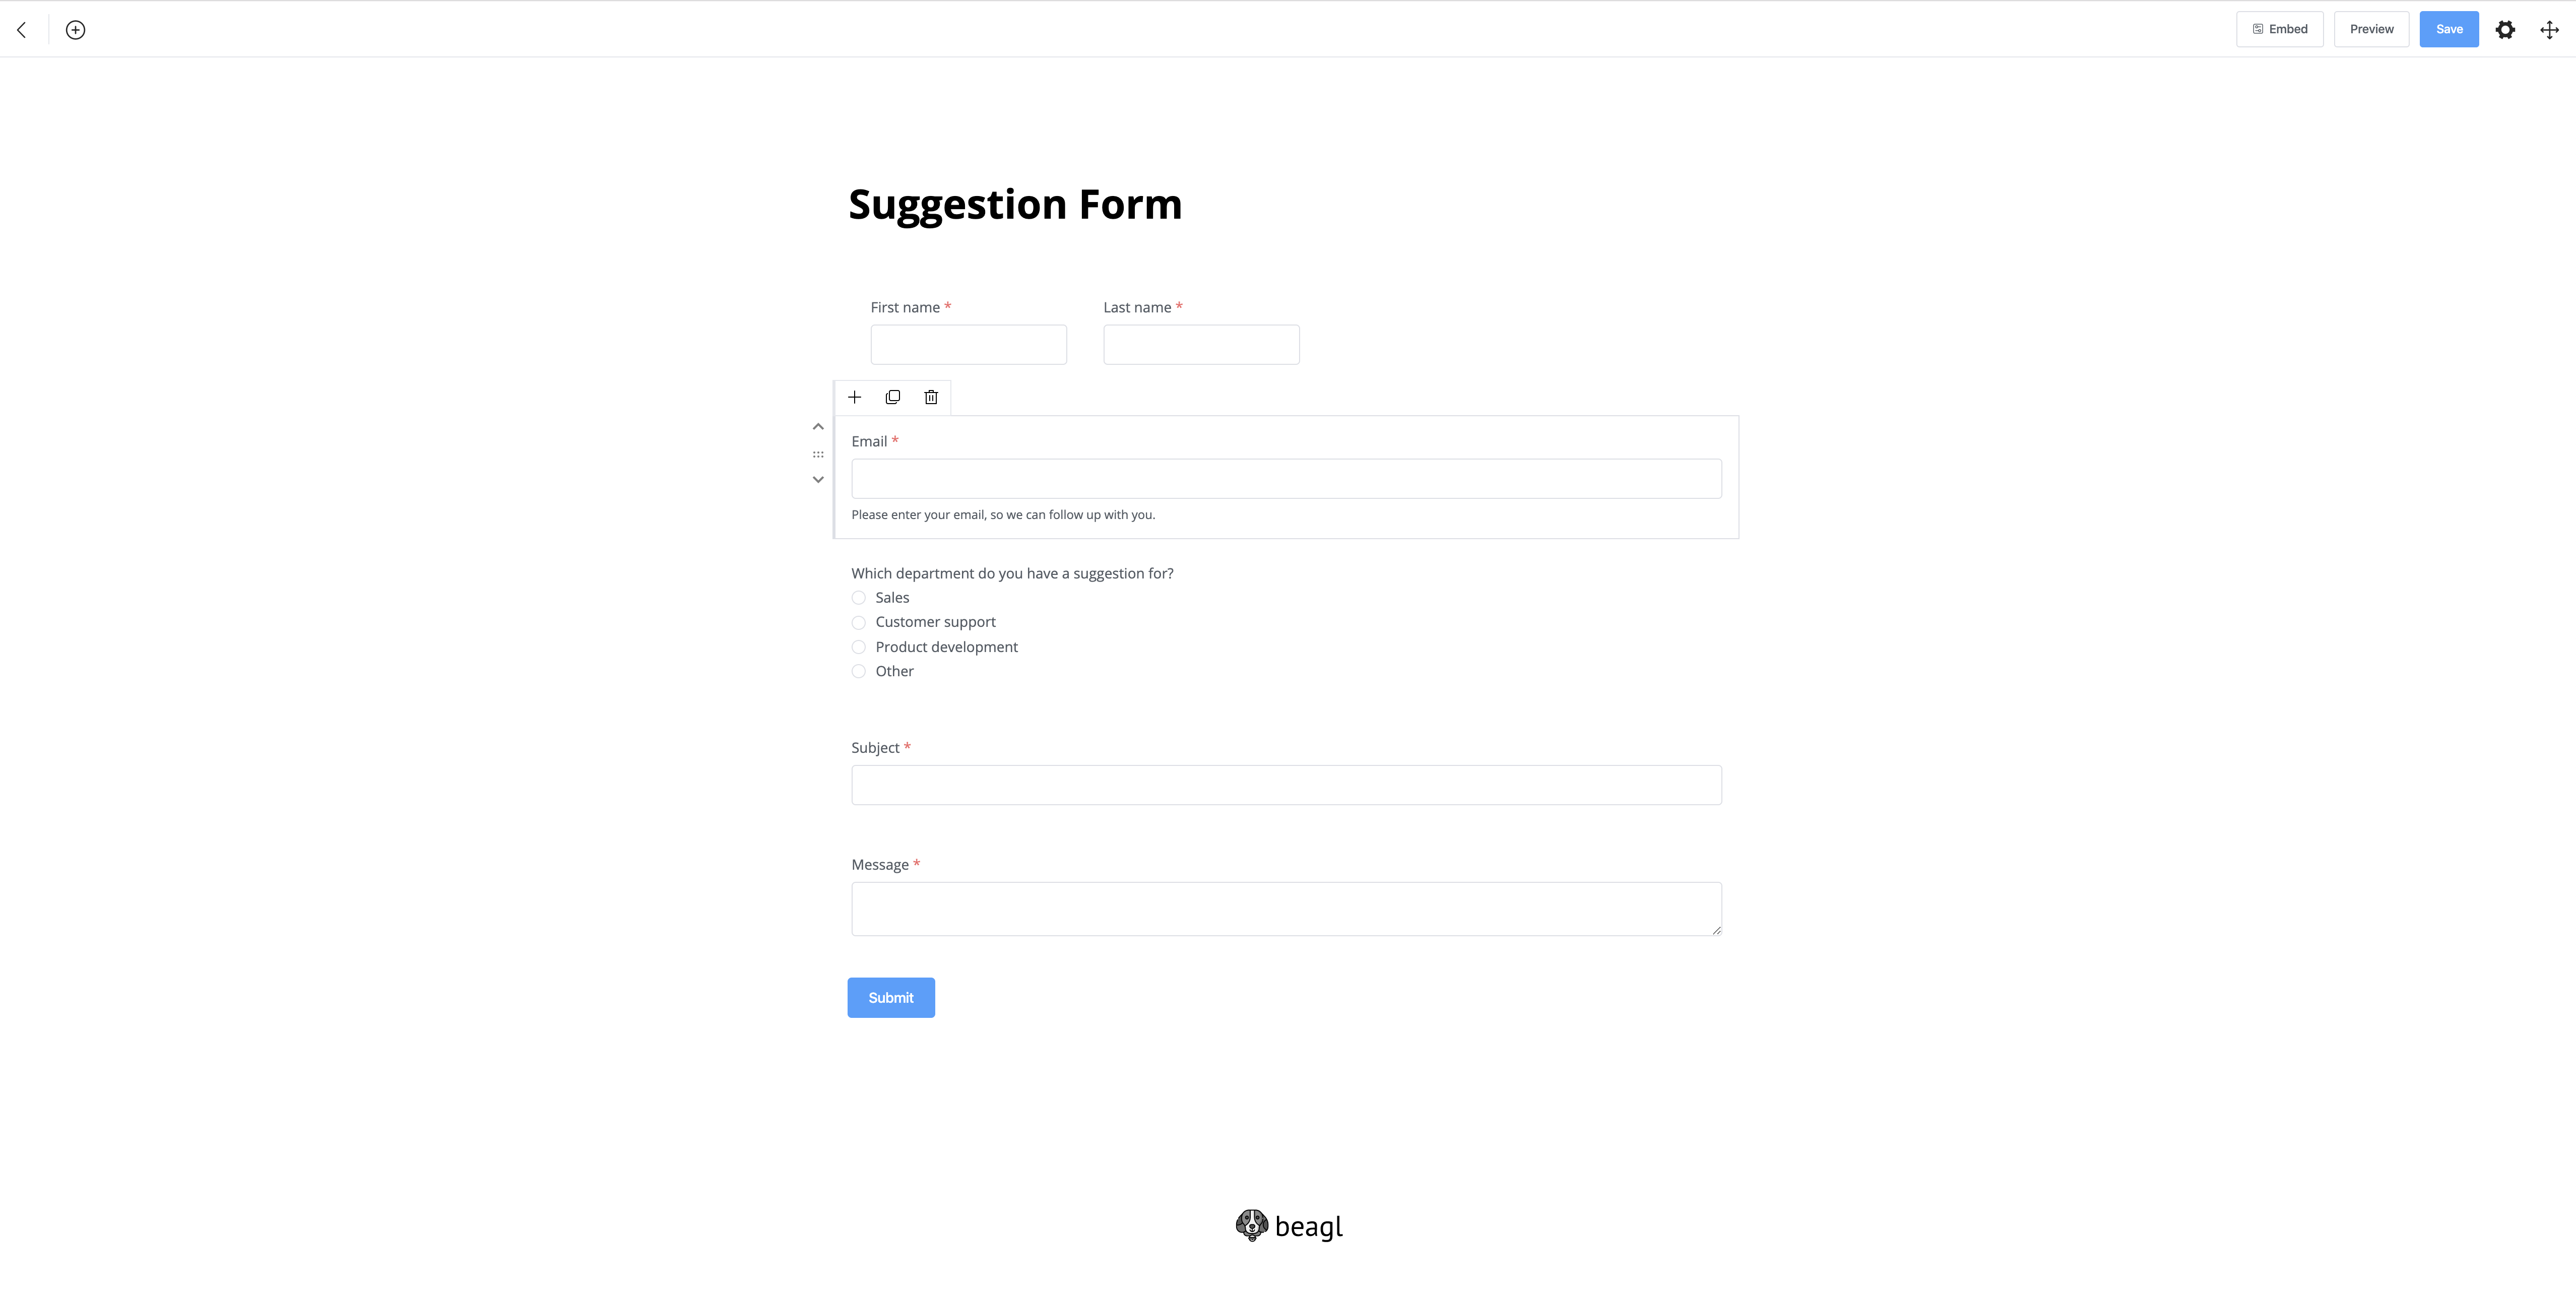 Embed Preview Save
Suggestion Form
First name * Last name *
Email *
Please enter your email, so we can follow up with you.
Which department do you have a suggestion for?
Sales
Customer support
Product development
Other
Subject *
Message *
Submit
beagl